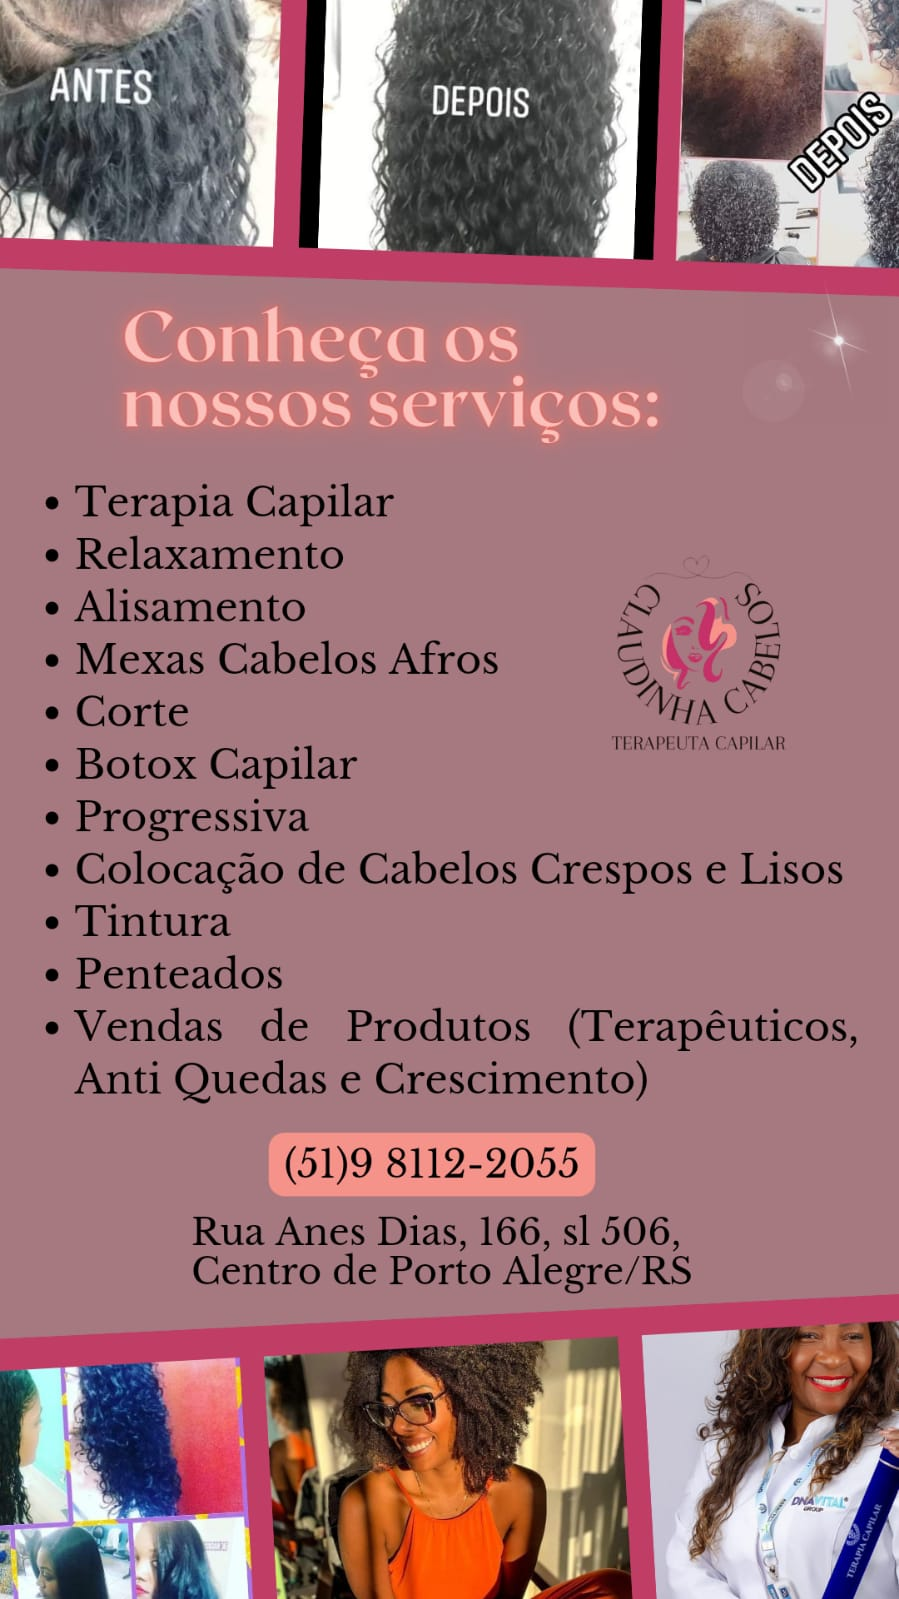 ANTES
DEPOIS
DEPOIS
Conheça os
nossos serviços:
• Terapia Capilar
• Relaxamento
• Alisamento
• Mexas Cabelos Afros
• Corte
• Botox Capilar
• Progressiva
• Colocação de Cabelos Crespos e Lisos
• Tintura
• Penteados
• Vendas de Produtos (Terapêuticos,
Anti Quedas e Crescimento)
CLAUDINHA CABELOS
TERAPEUTA CAPILAR
(51)9 8112-2055
Rua Anes Dias, 166, sl 506,
Centro de Porto Alegre/RS
DNAVITAL
GROUP
TERAPIA CAPILAR